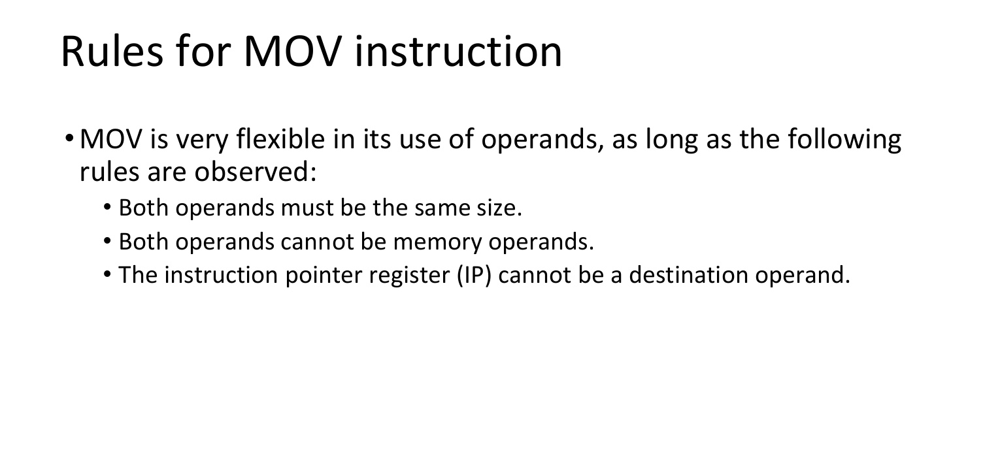 Rules for MOV instruction
• MOV is very flexible in its use of operands, as long as the following
rules are observed:
• Both operands must be the same size.
• Both operands cannot be memory operands.
• The instruction pointer register (IP) cannot be a destination operand.